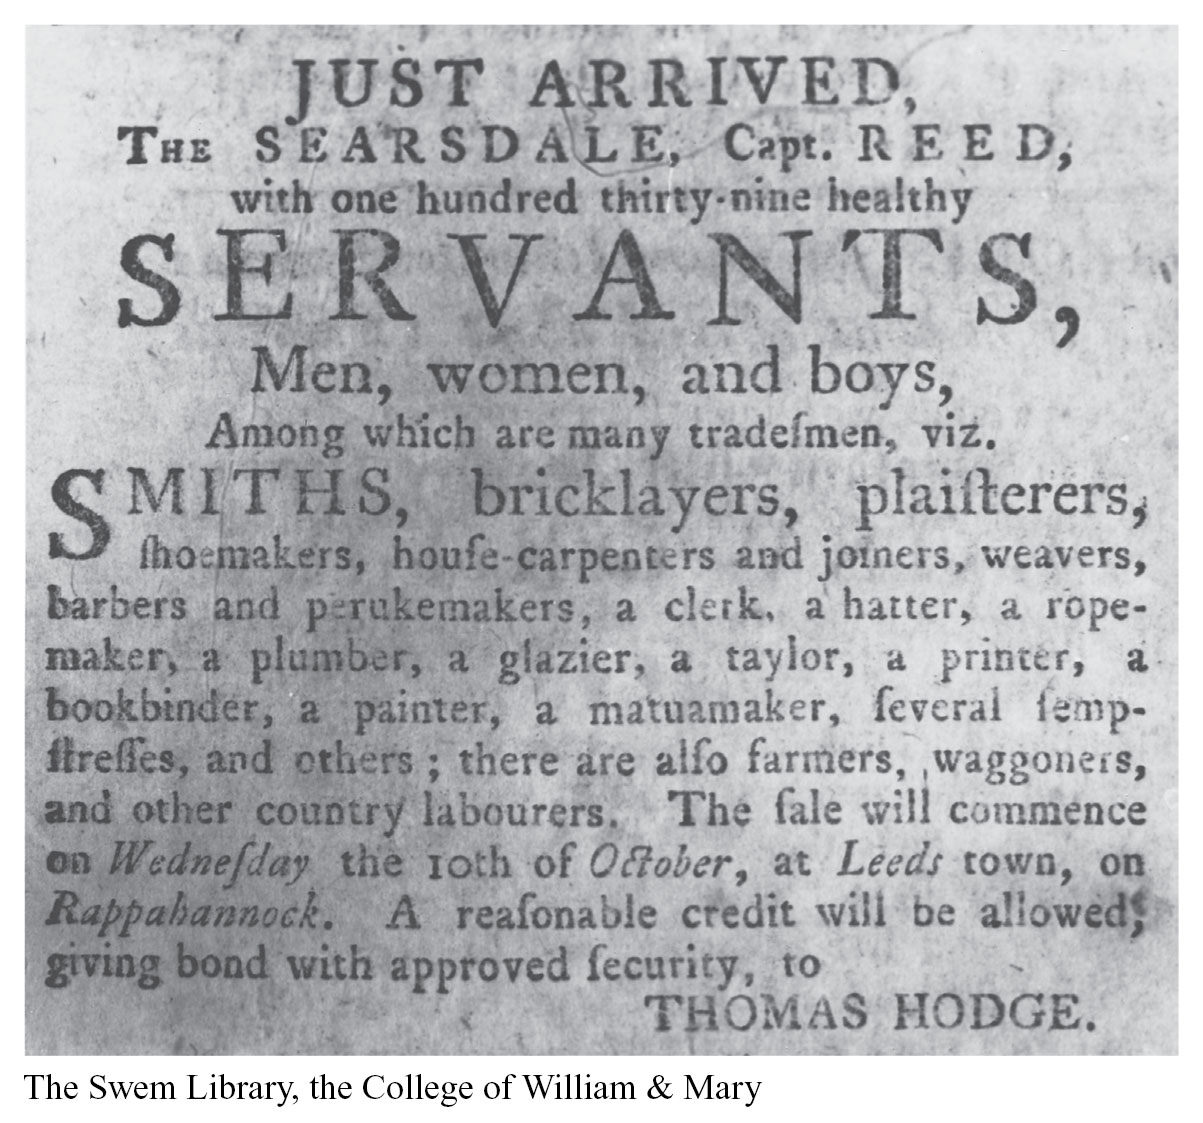 JUST ARRIVED,
THE SEARSDALE, Capt. REED,
with one hundred thirty-nine healthy
SERVANTS,
Men, women, and boys,
Among which are many tradeſmen, viz.
SMITHS, bricklayers, plaiſterers,
ſhoemakers, houſe-carpenters and joiners, weavers,
barbers and perukemakers, a clerk, a hatter, a rope-
maker, a plumber, a glazier, a taylor, a printer, a
bookbinder, a painter, a matuamaker, ſeveral ſemp-
ſtreſſes, and others; there are alſo farmers, waggoners,
and other country labourers. The ſale will commence
on Wedneſday the 10th of October, at Leeds town, on
Rappahannock. A reaſonable credit will be allowed,
giving bond with approved ſecurity, to
THOMAS HODGE.
The Swem Library, the College of William & Mary